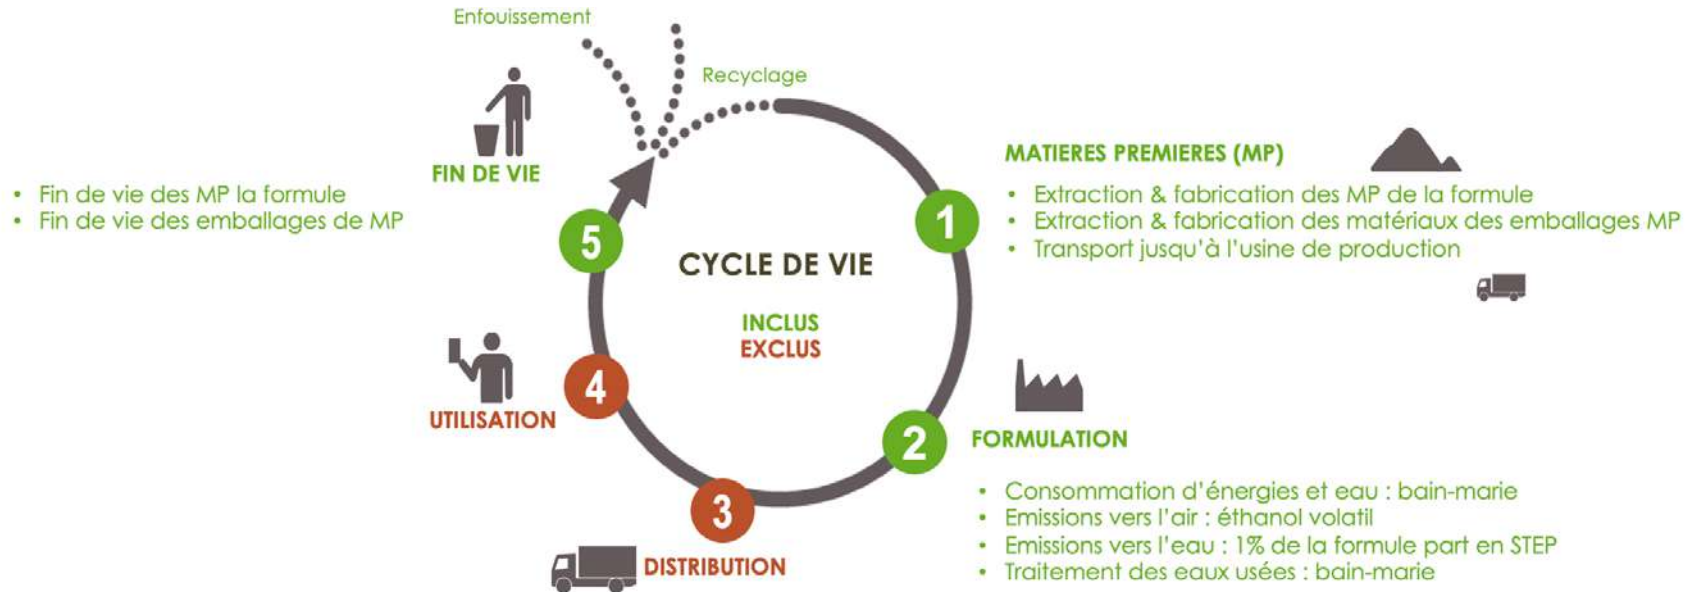 Enfouissement
Recyclage
FIN DE VIE
• Fin de vie des MP la formule
• Fin de vie des emballages de MP
MATIERES PREMIERES (MP)
• Extraction & fabrication des MP de la formule
• Extraction & fabrication des matériaux des emballages MP
• Transport jusqu'à l'usine de production
1
5
CYCLE DE VIE
INCLUS
EXCLUS
4
UTILISATION
2
FORMULATION
• Consommation d'énergies et eau : bain-marie
• Emissions vers l'air : éthanol volatil
• Emissions vers l'eau : 1% de la formule part en STEP
• Traitement des eaux usées : bain-marie
3
DISTRIBUTION